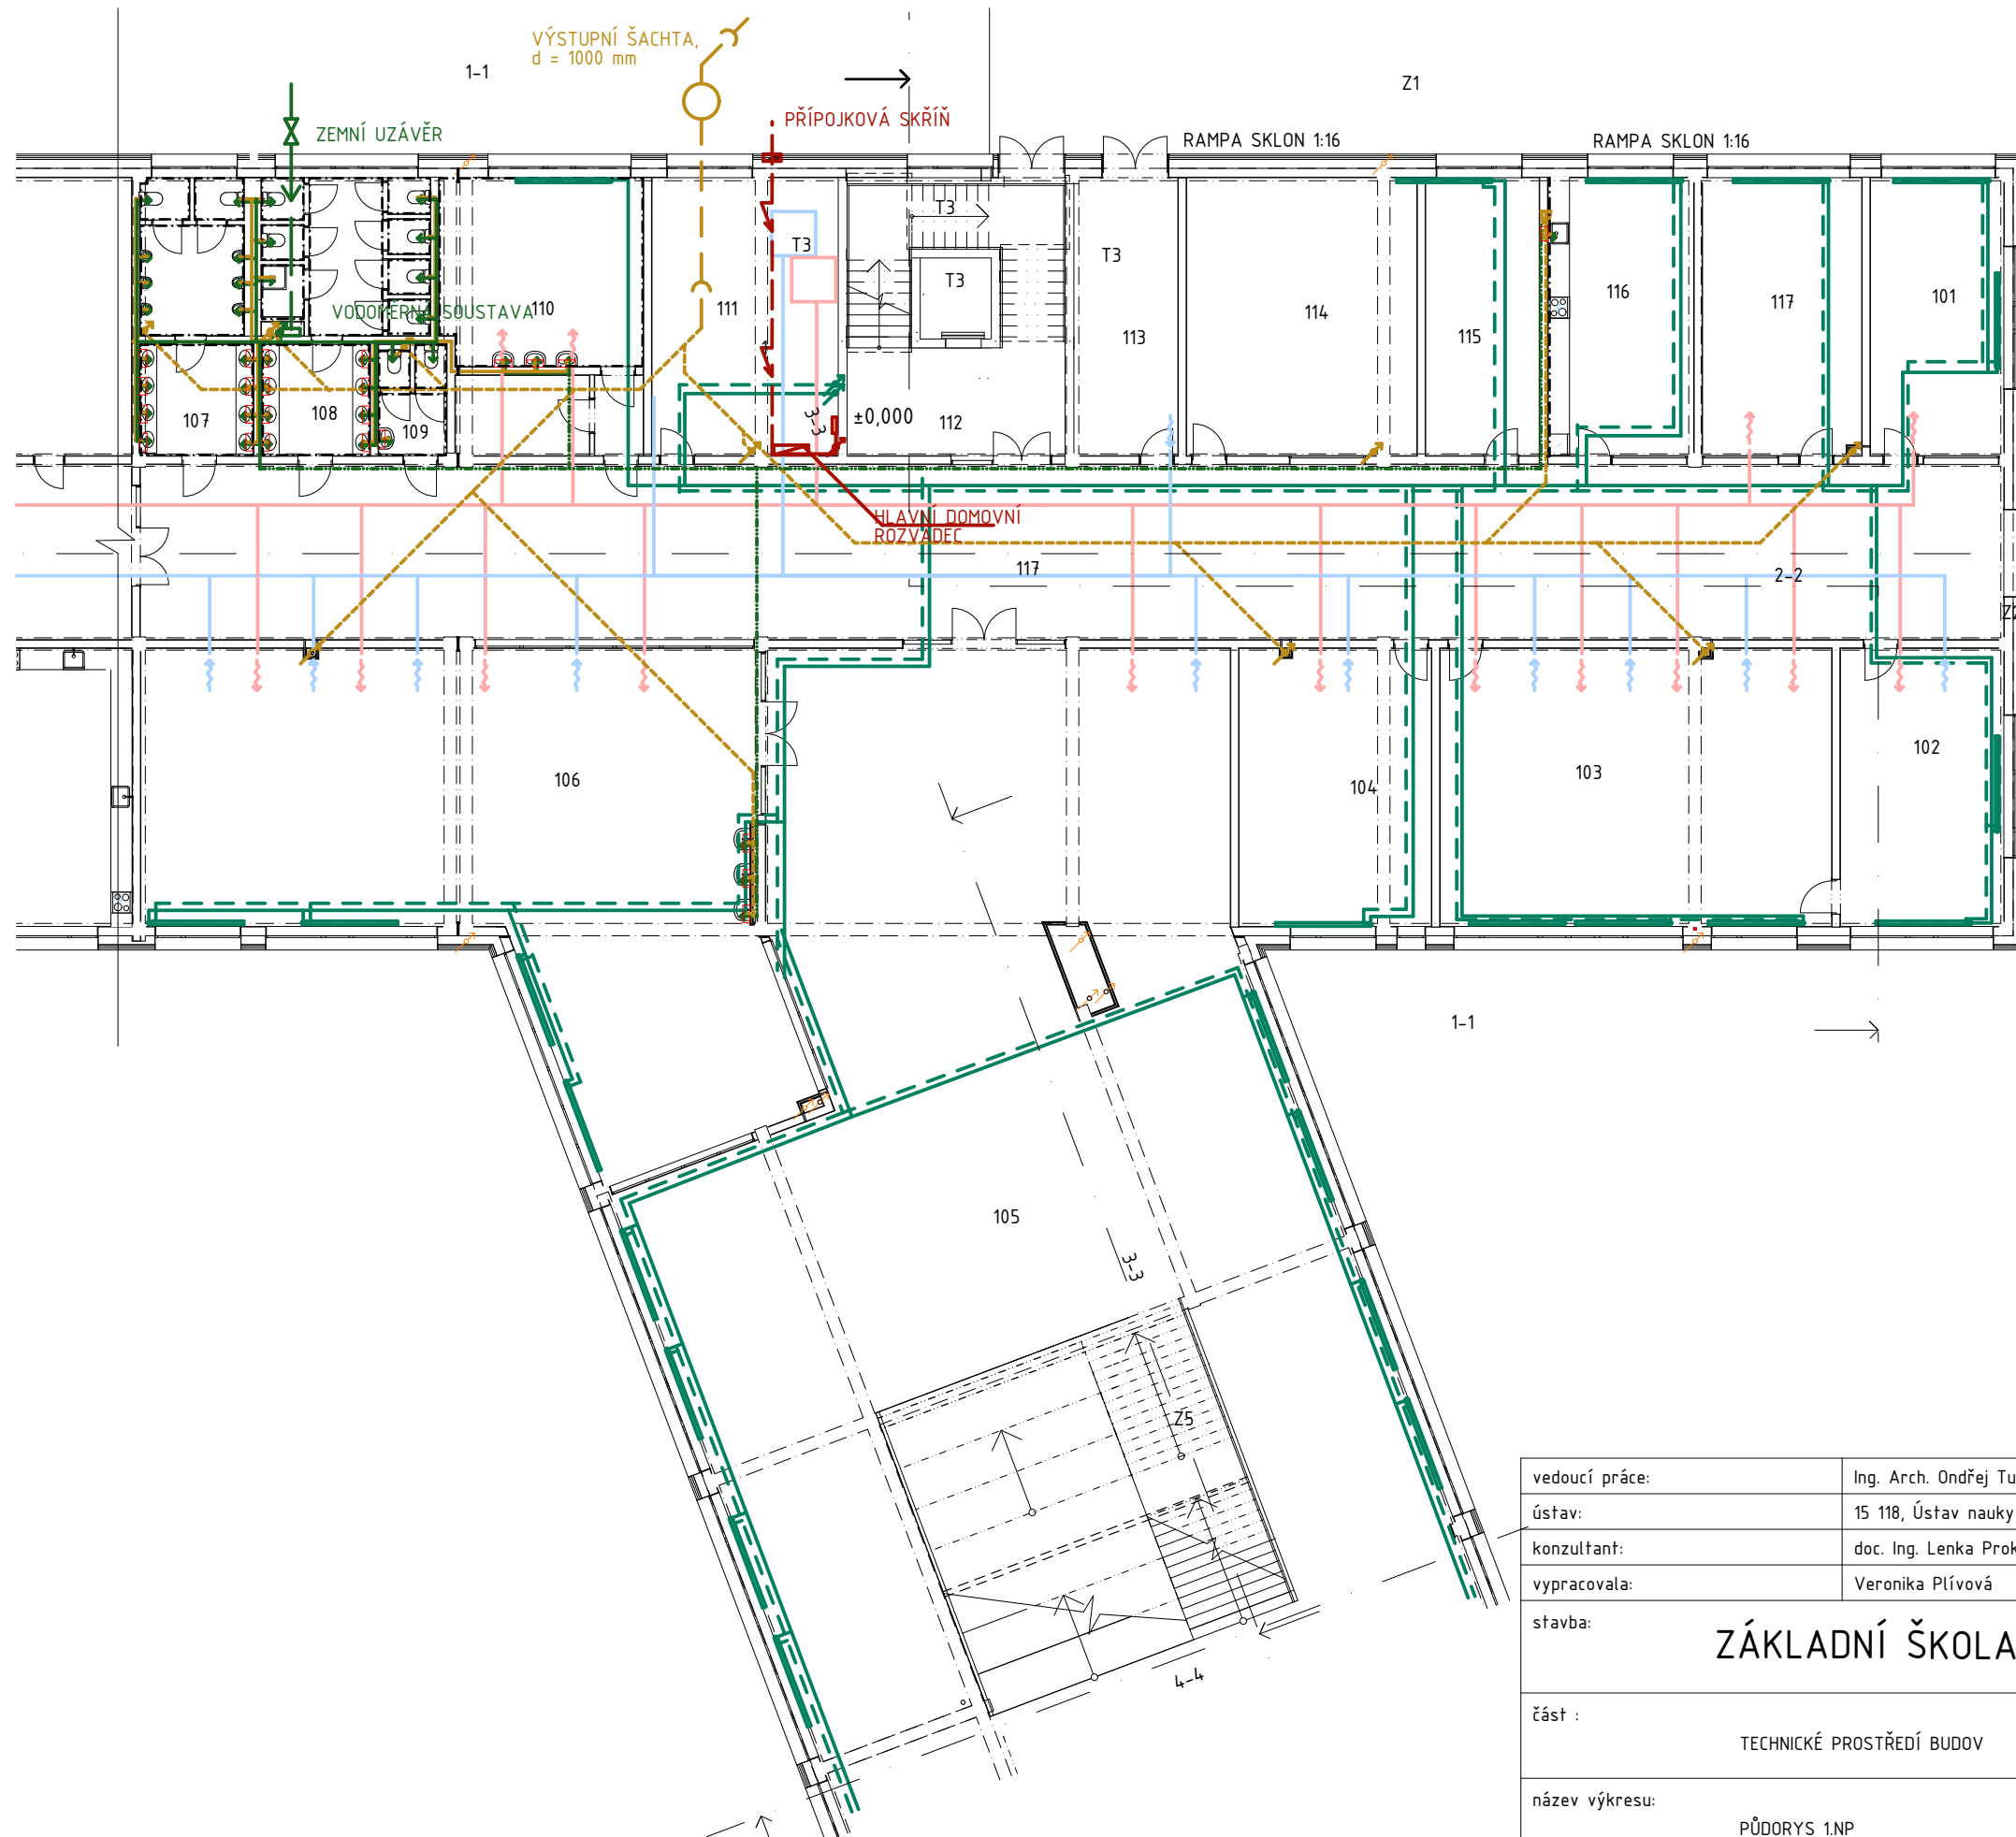 VÝSTUPNÍ ŠACHTA,
d = 1000 mm
1-1
Z1
PŘÍPOJKOVÁ SKŘÍŇ
ZEMNÍ UZÁVĚR
RAMPA SKLON 1:16
RAMPA SKLON 1:16
T3
T3
T3
T3
VODOMĚRNÁ SOUSTAVA
110
111
113
114
115
116
117
101
107
108
109
3-3
±0,000
112
HLAVNÍ DOMOVNÍ
ROZVADEC
117
2-2
106
104
103
102
1-1
105
3-3
Z5
4-4
vedoucí práce:
Ing. Arch. Ondřej Tu
ústav:
15 118, Ústav nauky
konzultant:
doc. Ing. Lenka Prok
vypracovala:
Veronika Plívová
stavba:
ZÁKLADNÍ ŠKOLA
část :
TECHNICKÉ PROSTŘEDÍ BUDOV
název výkresu:
PŮDORYS 1.NP